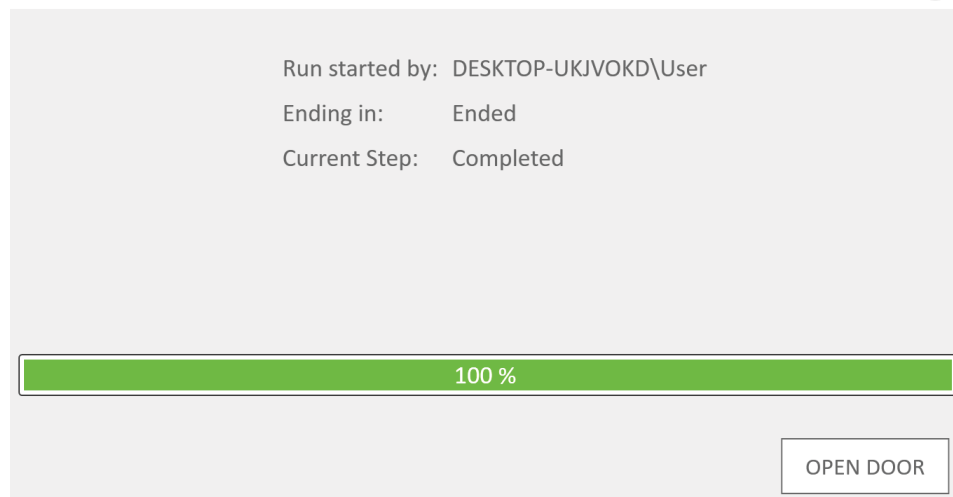 Run started by: DESKTOP-UKJVOKD\User
Ending in: Ended
Current Step: Completed
100 %
OPEN DOOR